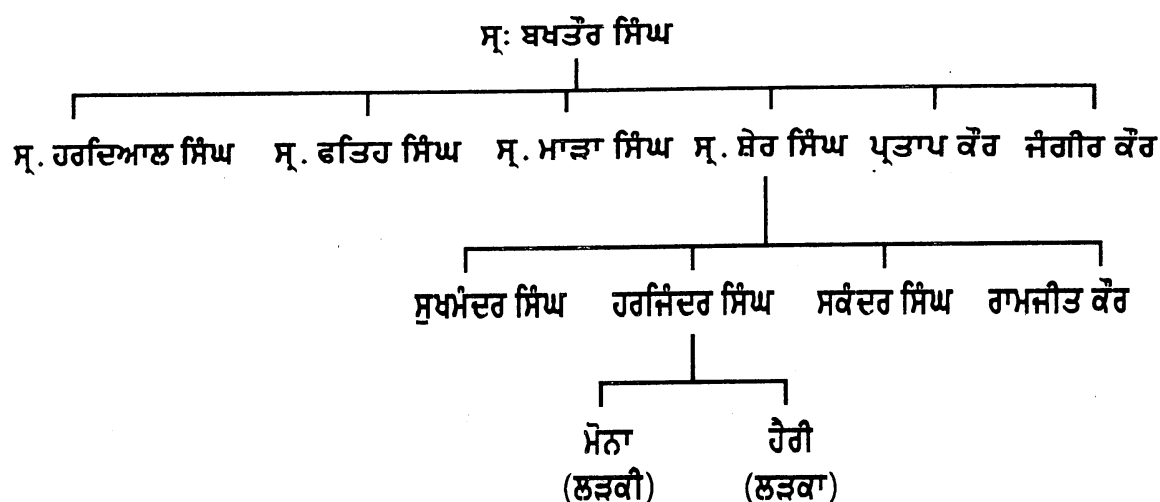 ਸ੍ਰ: ਬਖਤੌਰ ਸਿੰਘ
ਸ੍ਰ. ਹਰਦਿਆਲ ਸਿੰਘ ਸ੍ਰ. ਫਤਿਹ ਸਿੰਘ ਸ੍ਰ. ਮਾੜਾ ਸਿੰਘ ਸ੍ਰ. ਸ਼ੇਰ ਸਿੰਘ ਪ੍ਰਤਾਪ ਕੌਰ ਜੰਗੀਰ ਕੌਰ
ਸੁਖਮੰਦਰ ਸਿੰਘ ਹਰਜਿੰਦਰ ਸਿੰਘ ਸਕੰਦਰ ਸਿੰਘ ਰਾਮਜੀਤ ਕੌਰ
ਮੋਨਾ ਹੈਰੀ
(ਲੜਕੀ) (ਲੜਕਾ)